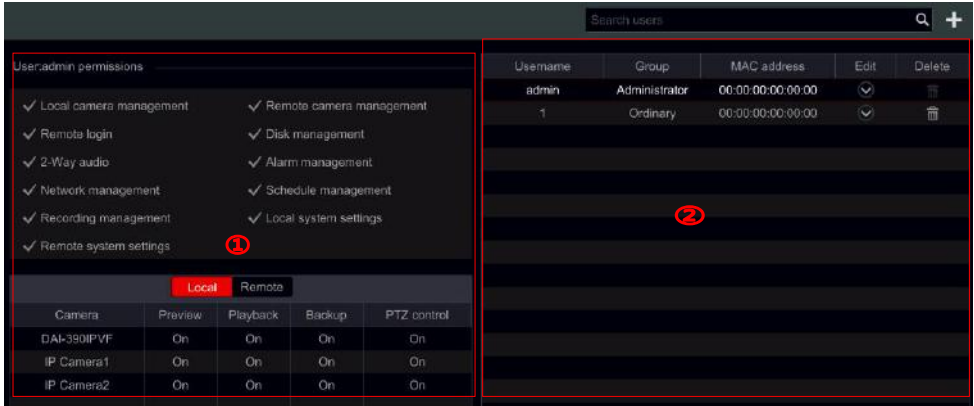 Search users
User:admin permissions
Local camera management Remote camera management
Remote login Disk management
2-Way audio Alarm management
Network management Schedule management
Recording management Local system settings
Remote system settings
①
Local Remote
Camera Preview Playback Backup PTZ control
DAI-390IPVF On On On On
IP Camera1 On On On On
IP Camera2 On On On On
Username Group MAC address Edit Delete
admin Administrator 00:00:00:00:00:00
1 Ordinary 00:00:00:00:00:00
②